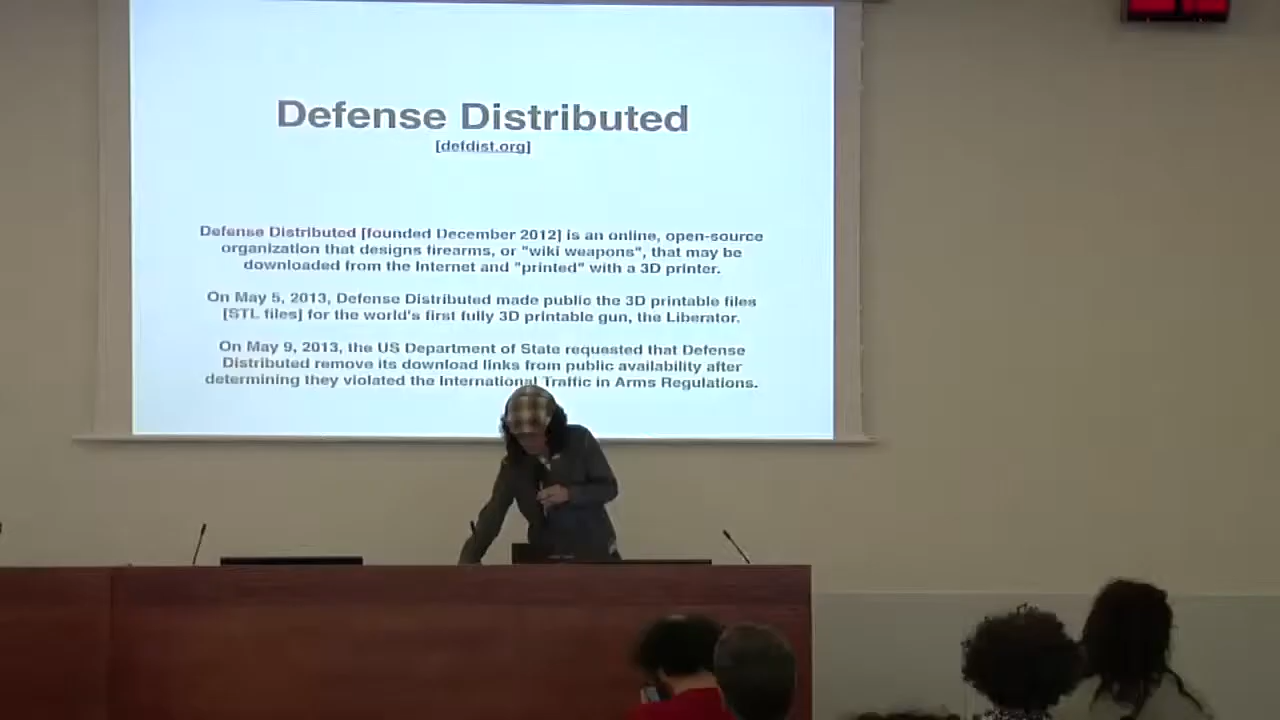 Defense Distributed
[defdist.org]
Defense Distributed [founded December 2012] is an online, open-source
organization that designs firearms, or "wiki weapons", that may be
downloaded from the Internet and "printed" with a 3D printer.
On May 5, 2013, Defense Distributed made public the 3D printable files
[STL files] for the world's first fully 3D printable gun, the Liberator.
On May 9, 2013, the US Department of State requested that Defense
Distributed remove its download links from public availability after
determining they violated the International Traffic in Arms Regulations.